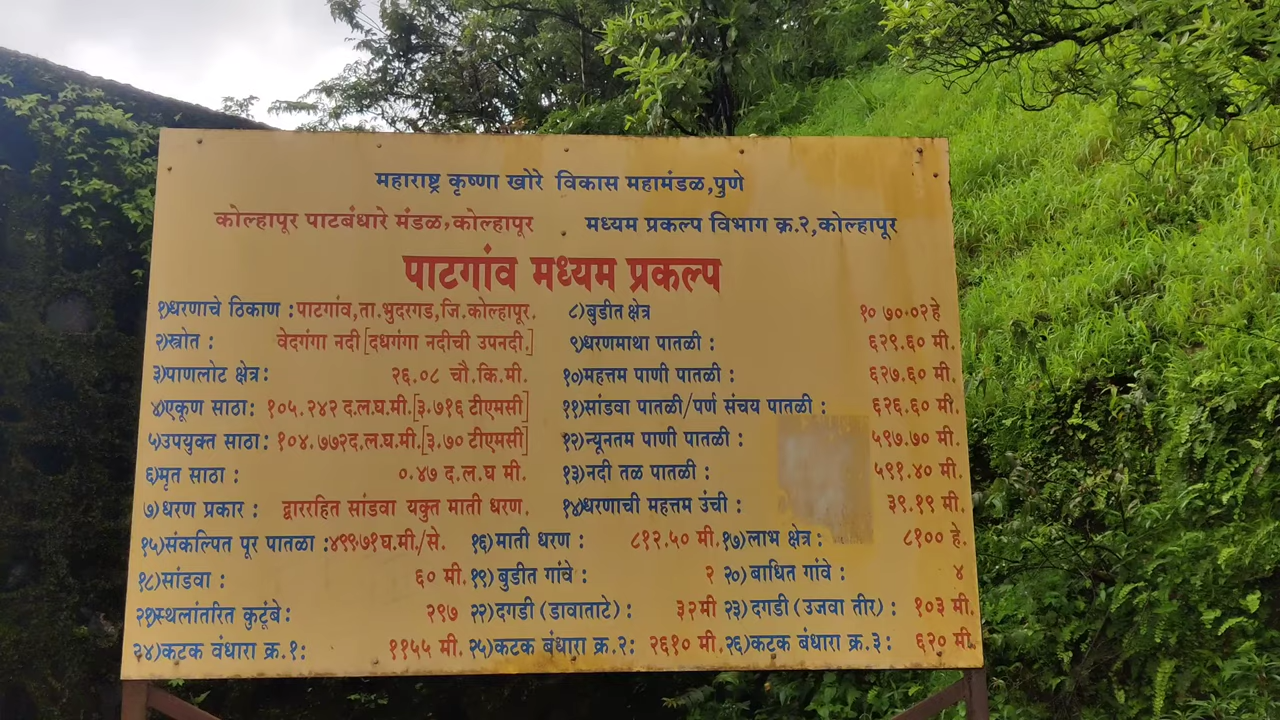 महाराष्ट्र कृष्णा खोरे विकास महामंडळ,पुणे
कोल्हापूर पाटबंधारे मंडळ,कोल्हापूर मध्यम प्रकल्प विभाग क्र.२,कोल्हापूर
पाटगांव मध्यम प्रकल्प
१)धरणाचे ठिकाण : पाटगांव,ता.भुदरगड,जि.कोल्हापूर.
२)स्त्रोत : वेदगंगा नदी [दधगंगा नदीची उपनदी.]
३)पाणलोट क्षेत्र: २६.०८ चौ.कि.मी.
४)एकूण साठा: १०५.२४२ द.ल.घ.मी.[३.७१६ टीएमसी]
५)उपयुक्त साठा: १०४.७७२द.ल.घ.मी.[३.७० टीएमसी]
६)मृत साठा : ०.४७ द.ल.घ मी.
७)धरण प्रकार : द्वाररहित सांडवा युक्त माती धरण.
८)बुडीत क्षेत्र १० ७०.०२ हे
९)धरणमाथा पातळी : ६२९.६० मी.
१०)महत्तम पाणी पातळी : ६२७.६० मी.
११)सांडवा पातळी/पर्ण संचय पातळी : ६२६.६० मी.
१२)न्यूनतम पाणी पातळी : ५९७.७० मी.
१३)नदी तळ पातळी : ५९१.४० मी.
१४)धरणाची महत्तम उंची : ३९.१९ मी.
१५)संकल्पित पूर पातळा :४९९.७१घ.मी./से. १६)माती धरण : ८१२.५० मी. १७)लाभ क्षेत्र : ८१०० हे.
१८)सांडवा : ६० मी. १९)बुडीत गांवे : २ २०)बाधित गांवे : ४
२१)स्थलांतरित कुटूंबे: २९७ २२)दगडी (डावाताटे) : ३२मी २३)दगडी (उजवा तीर) : १०३ मी.
२४)कटक वंधारा क्र.१: ११५५ मी. २५)कटक बंधारा क्र.२: २६१० मी. २६)कटक बंधारा क्र.३: ६२० मी.